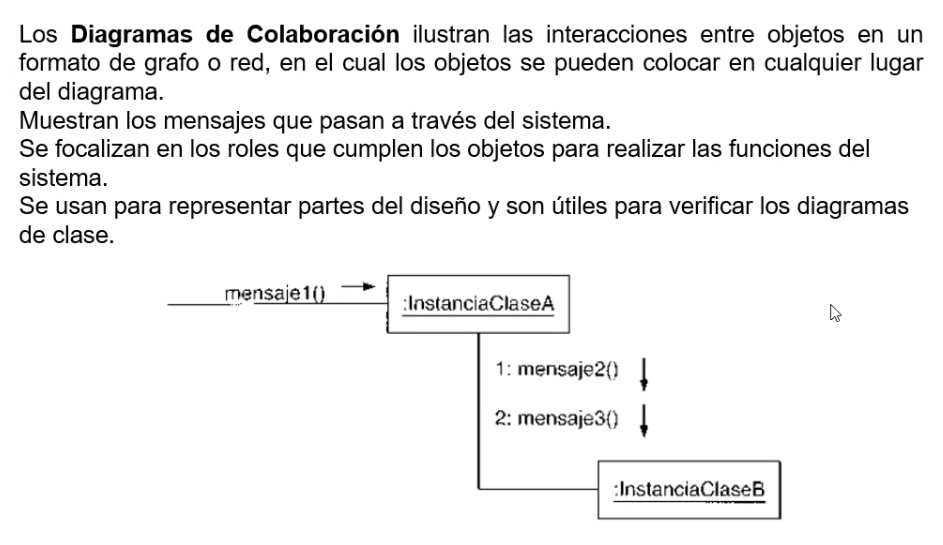 Los Diagramas de Colaboración ilustran las interacciones entre objetos en un
formato de grafo o red, en el cual los objetos se pueden colocar en cualquier lugar
del diagrama.
Muestran los mensajes que pasan a través del sistema.
Se focalizan en los roles que cumplen los objetos para realizar las funciones del
sistema.
Se usan para representar partes del diseño y son útiles para verificar los diagramas
de clase.
mensaje1()
:InstanciaClaseA
1: mensaje2()
2: mensaje3()
:InstanciaClaseB